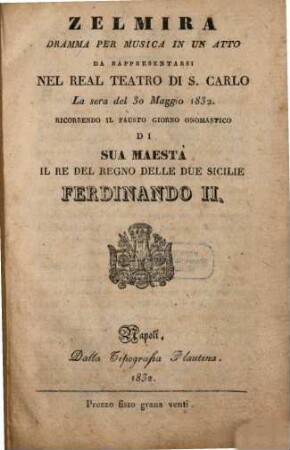 ZELMIRA
DRAMMA PER MUSICA IN UN ATTO
DA RAPPRESENTARSI
NEL REAL TEATRO DI S. CARLO
La sera del 30 Maggio 1832.
RICORRENDO IL FAUSTO GIORNO ONOMASTICO
DI
SUA MAESTÀ
IL RE DEL REGNO DELLE DUE SICILIE
FERDINANDO II.
Napoli,
Dalla Tipografia Flautina.
1832.
Prezzo fisso grana venti.